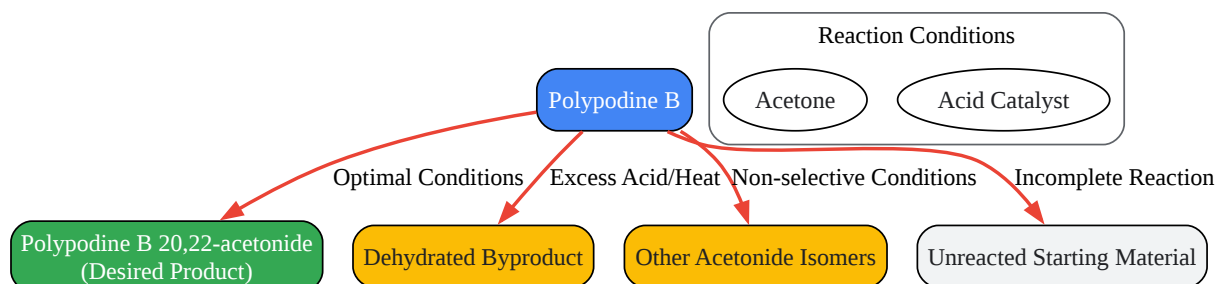 Reaction Conditions
Polypodine B
Acetone
Acid Catalyst
Optimal Conditions
Excess Acid/Heat
Non-selective Conditions
Incomplete Reaction
Polypodine B 20,22-acetonide
(Desired Product)
Dehydrated Byproduct
Other Acetonide Isomers
Unreacted Starting Material